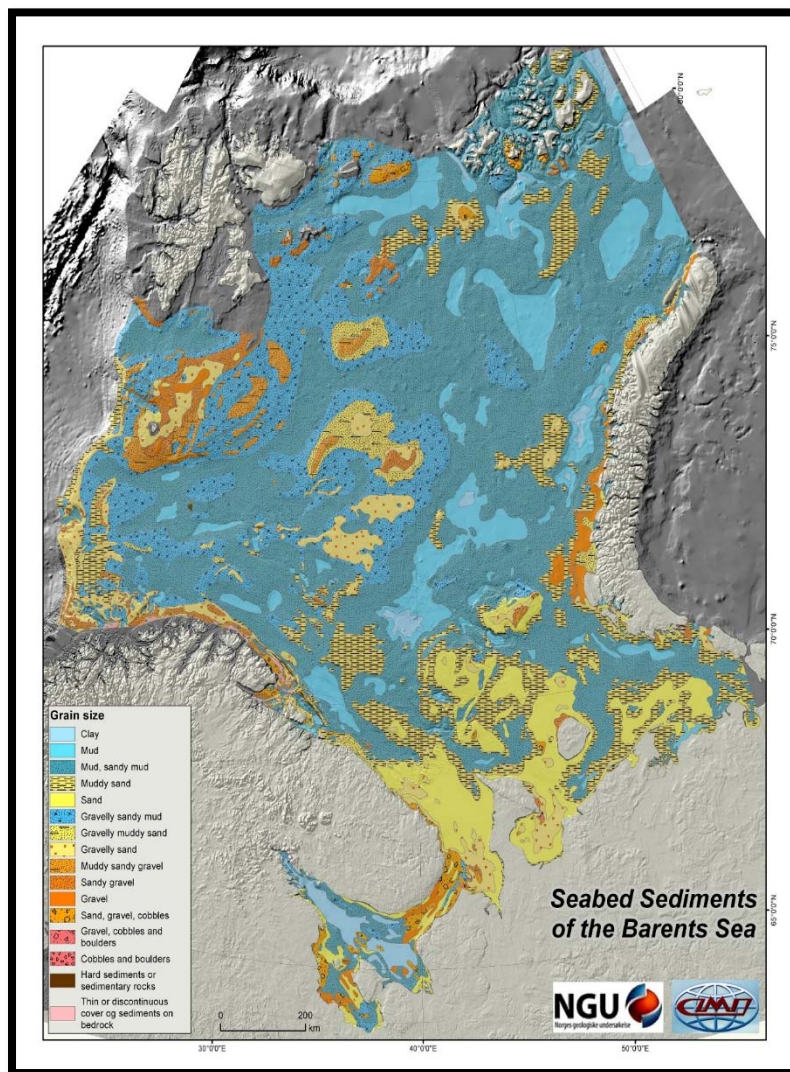 80°0'0"N
75°0'0"N
70°0'0"N
65°0'0"N
Grain size
Clay
Mud
Mud, sandy mud
Muddy sand
Sand
Gravelly sandy mud
Gravelly muddy sand
Gravelly sand
Muddy sandy gravel
Sandy gravel
Gravel
Sand, gravel, cobbles
Gravel, cobbles and
boulders
Cobbles and boulders
Hard sediments or
sedimentary rocks
Thin or discontinuous
cover og sediments on
bedrock
0 200
km
Seabed Sediments
of the Barents Sea
NGU
Norges geologiske undersøkelse
30°0'0"E 40°0'0"E 50°0'0"E